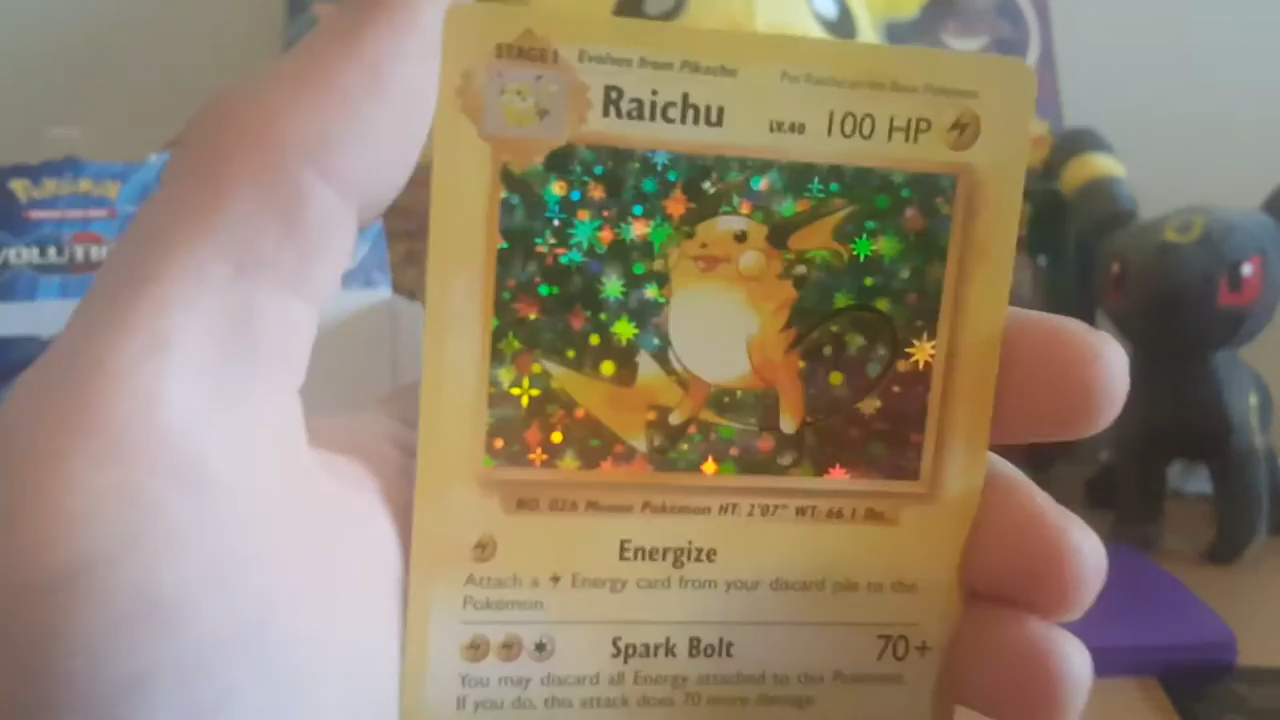 STAGE 1 Evolves from Pikachu Put Raichu on the Basic Pokémon
Raichu LV.40 100 HP
Pokémon
VOLUTIO
NO. 026 Mouse Pokémon HT: 2'07" WT: 66.1 lbs.
Energize
Attach a Energy card from your discard pile to this
Pokémon.
Spark Bolt 70+
You may discard all Energy attached to this Pokémon.
If you do, this attack does 70 more damage.